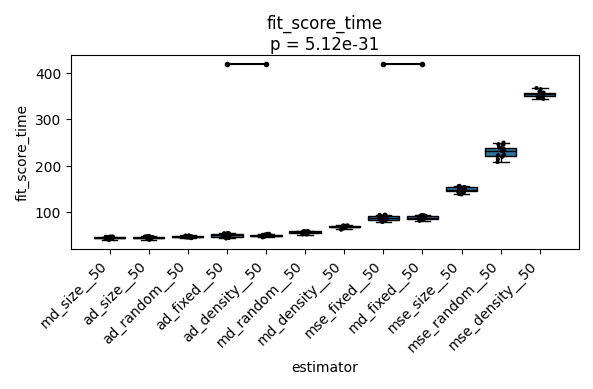 fit_score_time
p = 5.12e-31
fit_score_time
400
300
200
100
md_size__50
ad_size__50
ad_random__50
ad_fixed__50
ad_density__50
md_random__50
md_density__50
mse_fixed__50
md_fixed__50
mse_size__50
mse_random__50
mse_density__50
estimator